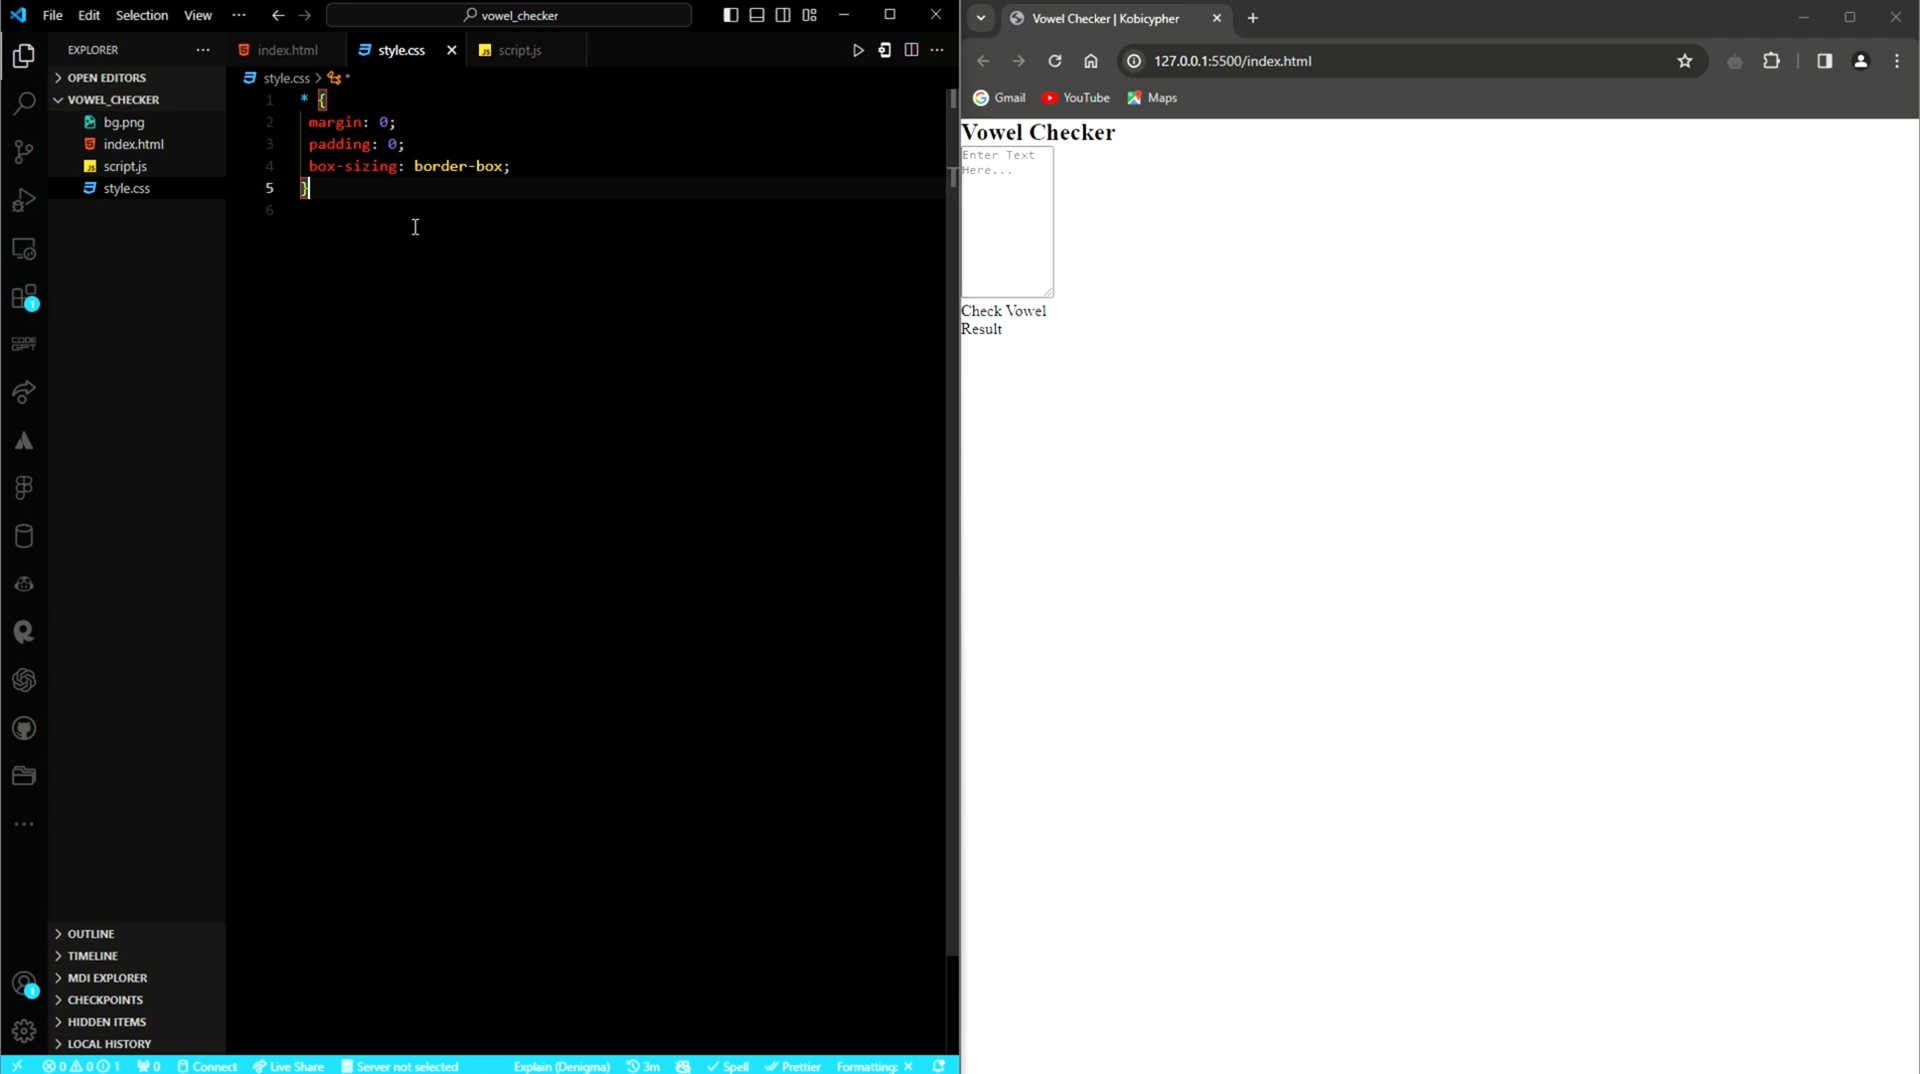 File Edit Selection View ··· vowel_checker
EXPLORER ···
OPEN EDITORS
VOWEL_CHECKER
bg.png
index.html
script.js
style.css
OUTLINE
TIMELINE
MDI EXPLORER
CHECKPOINTS
HIDDEN ITEMS
LOCAL HISTORY
CODE GPT
1
1
index.html style.css script.js
style.css > *
1 * {
2 margin: 0;
3 padding: 0;
4 box-sizing: border-box;
5 }
6
0 0 1 0 Connect Live Share Server not selected Explain (Denigma) 3m Spell Prettier Formatting: ×
Vowel Checker | Kobicypher
127.0.0.1:5500/index.html
Gmail YouTube Maps
Vowel Checker
Enter Text
Here...
Check Vowel
Result